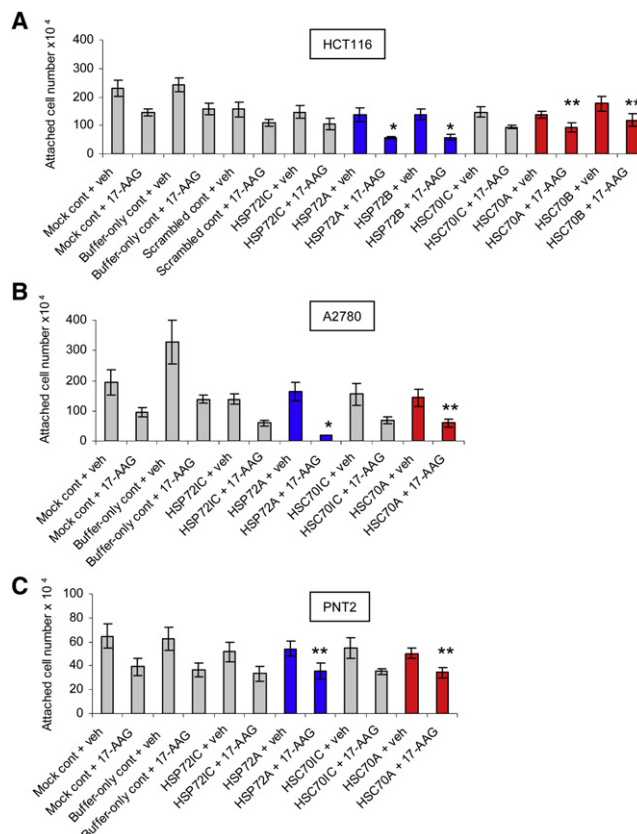 A
HCT116
Attached cell number x10⁴
400
300
200
100
0
*
*
**
**
Mock cont + veh
Mock cont + 17-AAG
Buffer-only cont + veh
Buffer-only cont + 17-AAG
Scrambled cont + veh
Scrambled cont + 17-AAG
HSP72IC + veh
HSP72IC + 17-AAG
HSP72A + veh
HSP72A + 17-AAG
HSP72B + veh
HSP72B + 17-AAG
HSC70IC + veh
HSC70IC + 17-AAG
HSC70A + veh
HSC70A + 17-AAG
HSC70B + veh
HSC70B + 17-AAG
B
A2780
Attached cell number x10⁴
400
300
200
100
0
*
**
Mock cont + veh
Mock cont + 17-AAG
Buffer-only cont + veh
Buffer-only cont + 17-AAG
HSP72IC + veh
HSP72IC + 17-AAG
HSP72A + veh
HSP72A + 17-AAG
HSC70IC + veh
HSC70IC + 17-AAG
HSC70A + veh
HSC70A + 17-AAG
C
PNT2
Attached cell number x 10⁴
100
80
60
40
20
0
**
**
Mock cont + veh
Mock cont + 17-AAG
Buffer-only cont + veh
Buffer-only cont + 17-AAG
HSP72IC + veh
HSP72IC + 17-AAG
HSP72A + veh
HSP72A + 17-AAG
HSC70IC + veh
HSC70IC + 17-AAG
HSC70A + veh
HSC70A + 17-AAG